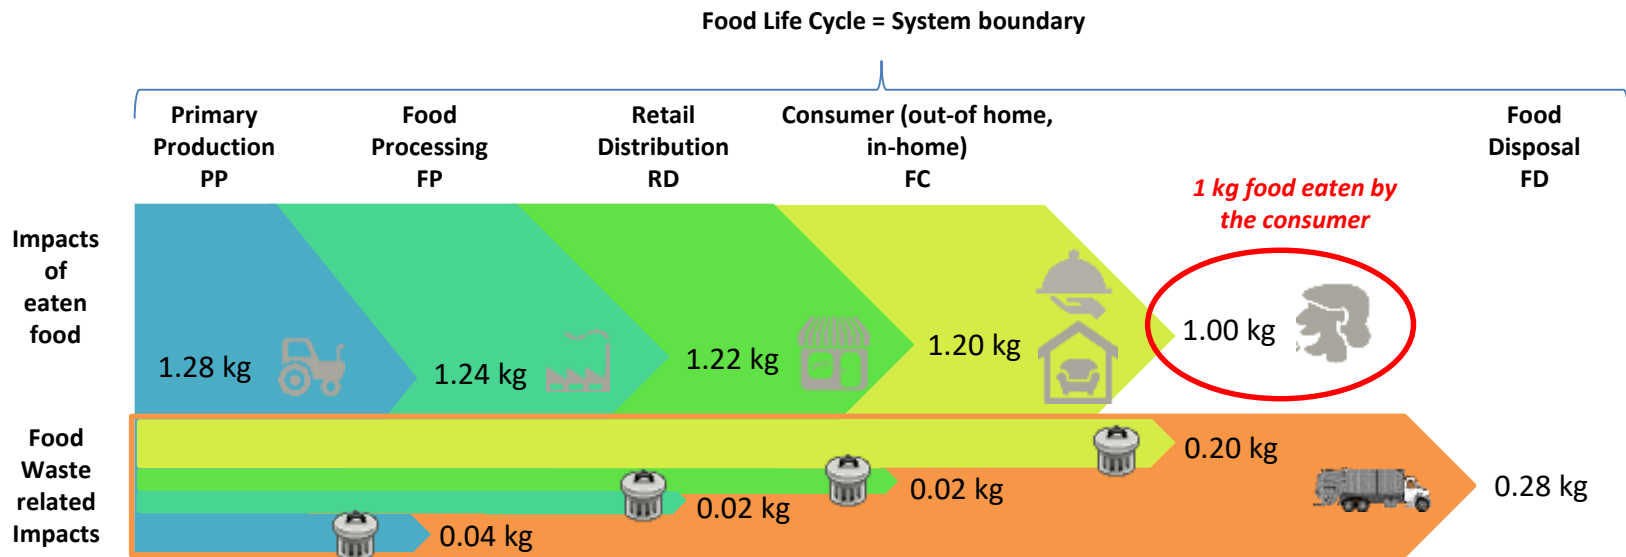 Food Life Cycle = System boundary
Primary
Production
PP
Food
Processing
FP
Retail
Distribution
RD
Consumer (out-of home,
in-home)
FC
Food
Disposal
FD
1 kg food eaten by
the consumer
Impacts
of
eaten
food
1.28 kg
1.24 kg
1.22 kg
1.20 kg
1.00 kg
Food
Waste
related
Impacts
0.20 kg
0.02 kg
0.02 kg
0.04 kg
0.28 kg